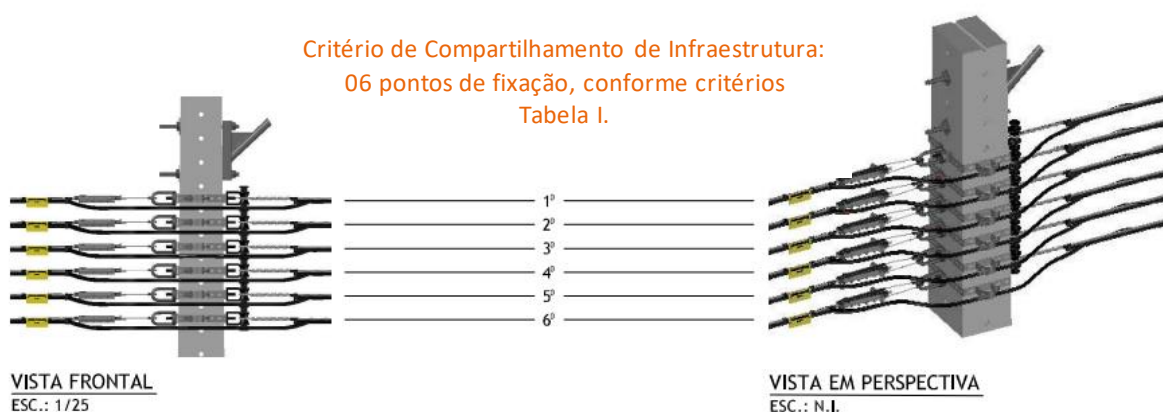 Critério de Compartilhamento de Infraestrutura:
06 pontos de fixação, conforme critérios
Tabela I.
1º
2º
3º
4º
5º
6º
VISTA FRONTAL
ESC.: 1/25
VISTA EM PERSPECTIVA
ESC.: N.I.